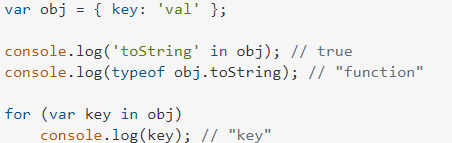 var obj = { key: 'val' };
console.log('toString' in obj); // true
console.log(typeof obj.toString); // "function"
for (var key in obj)
console.log(key); // "key"